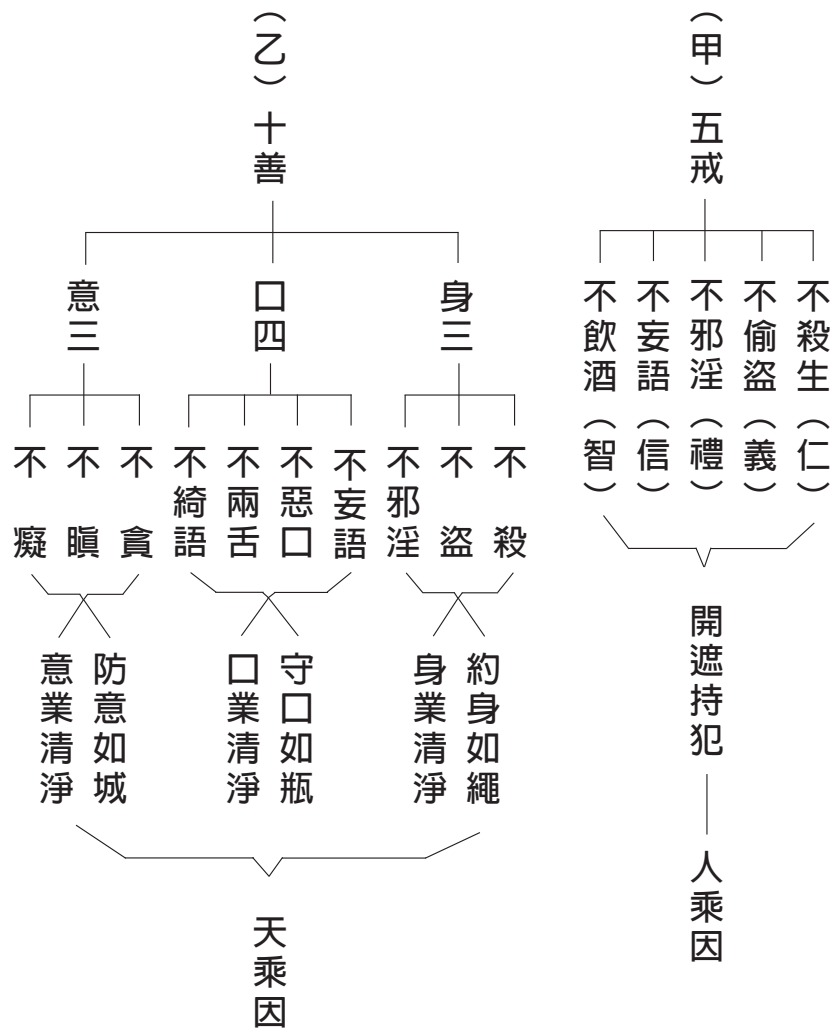 （甲）五戒
不殺生（仁）
不偷盜（義）
不邪淫（禮）
不妄語（信）
不飲酒（智）
開遮持犯
人乘因
（乙）十善
身三
不殺
不盜
不邪淫
約身如繩
身業清淨
口四
不妄語
不惡口
不兩舌
不綺語
守口如瓶
口業清淨
意三
不貪
不瞋
不癡
防意如城
意業清淨
天乘因